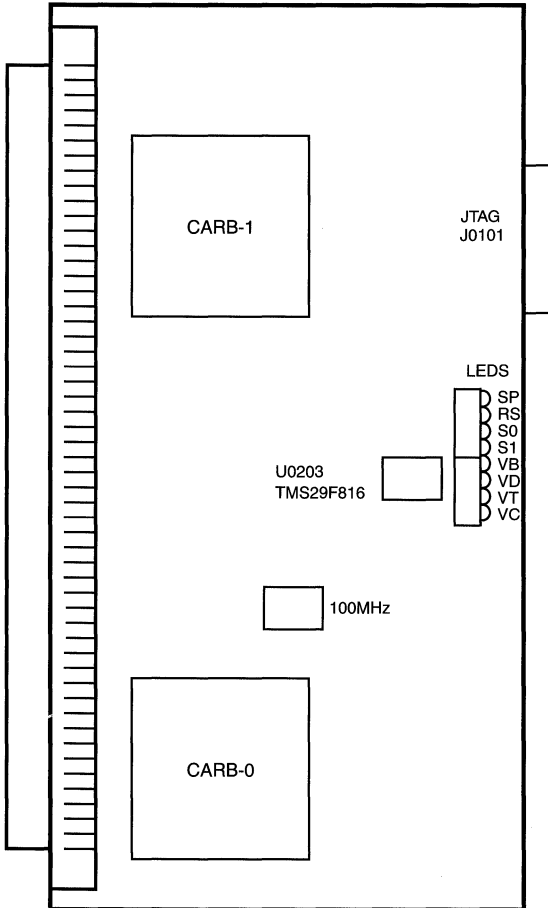 CARB-1
JTAG
J0101
LEDS
SP
RS
S0
S1
VB
VD
VT
VC
U0203
TMS29F816
100MHz
CARB-0